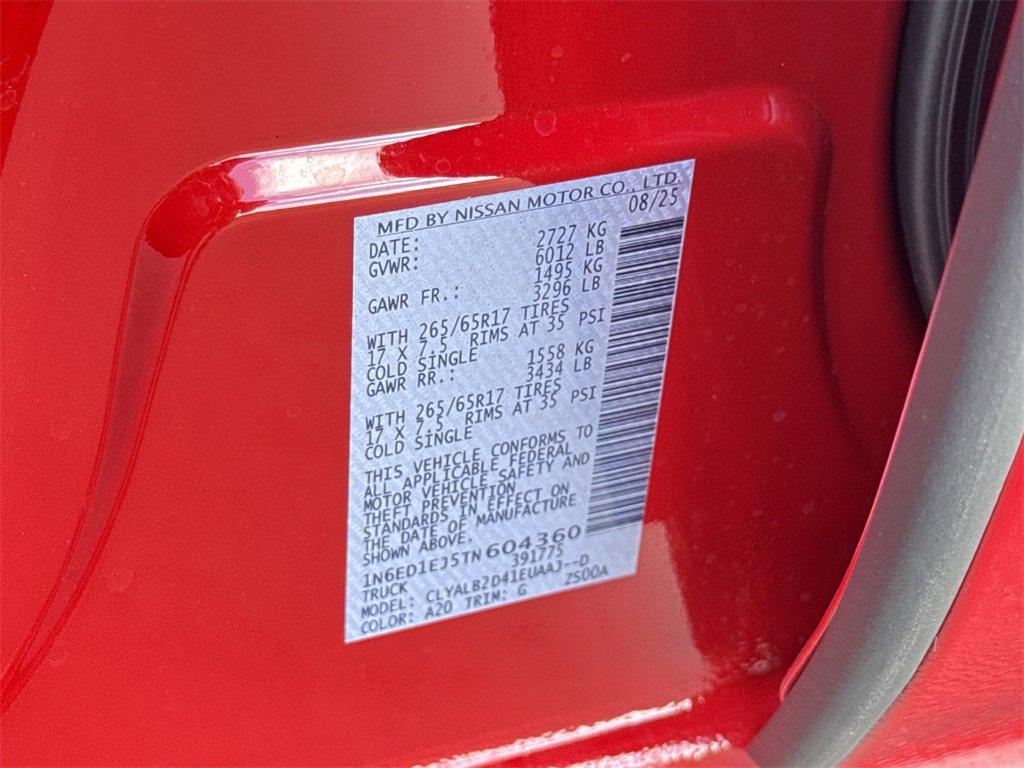 MFD BY NISSAN MOTOR CO., LTD.
DATE: 08/25
GVWR: 2727 KG
6012 LB
GAWR FR.: 1495 KG
3296 LB
WITH 265/65R17 TIRES
17 X 7.5 RIMS AT 35 PSI
COLD SINGLE
GAWR RR.: 1558 KG
3434 LB
WITH 265/65R17 TIRES
17 X 7.5 RIMS AT 35 PSI
COLD SINGLE
THIS VEHICLE CONFORMS TO
ALL APPLICABLE FEDERAL
MOTOR VEHICLE SAFETY AND
THEFT PREVENTION
STANDARDS IN EFFECT ON
THE DATE OF MANUFACTURE
SHOWN ABOVE.
1N6ED1EJ5TN604360
TRUCK 391775
MODEL: CLYALB2D41EUAAJ--D
COLOR: A20 TRIM: G ZS00A